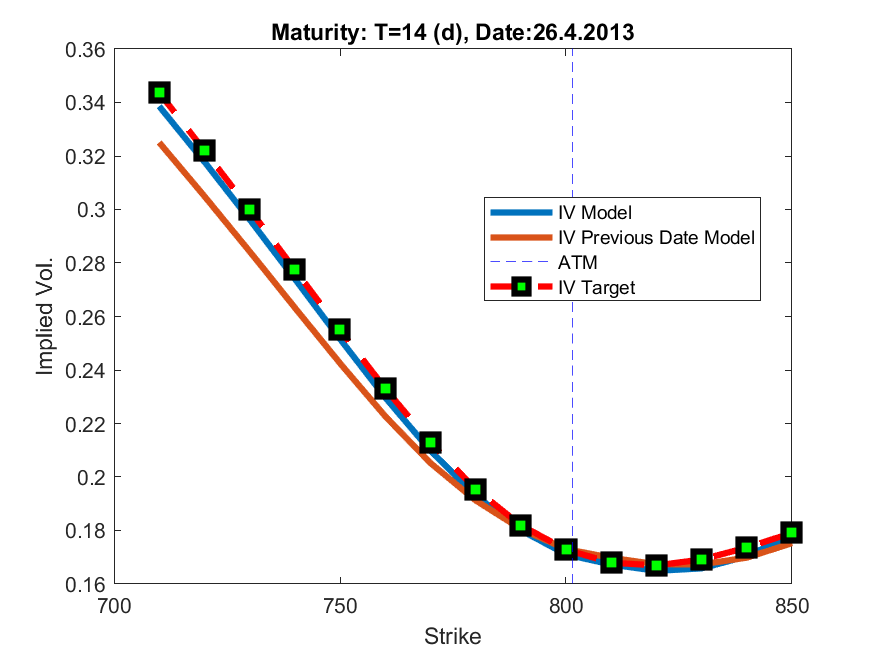 Maturity: T=14 (d), Date:26.4.2013
0.36
0.34
0.32
0.3
0.28
0.26
0.24
0.22
0.2
0.18
0.16
Implied Vol.
IV Model
IV Previous Date Model
ATM
IV Target
700
750
800
850
Strike